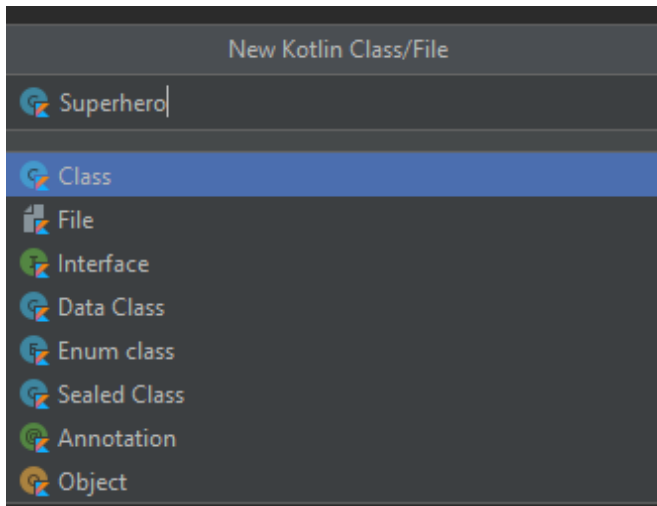 New Kotlin Class/File
Superhero
Class
File
Interface
Data Class
Enum class
Sealed Class
Annotation
Object